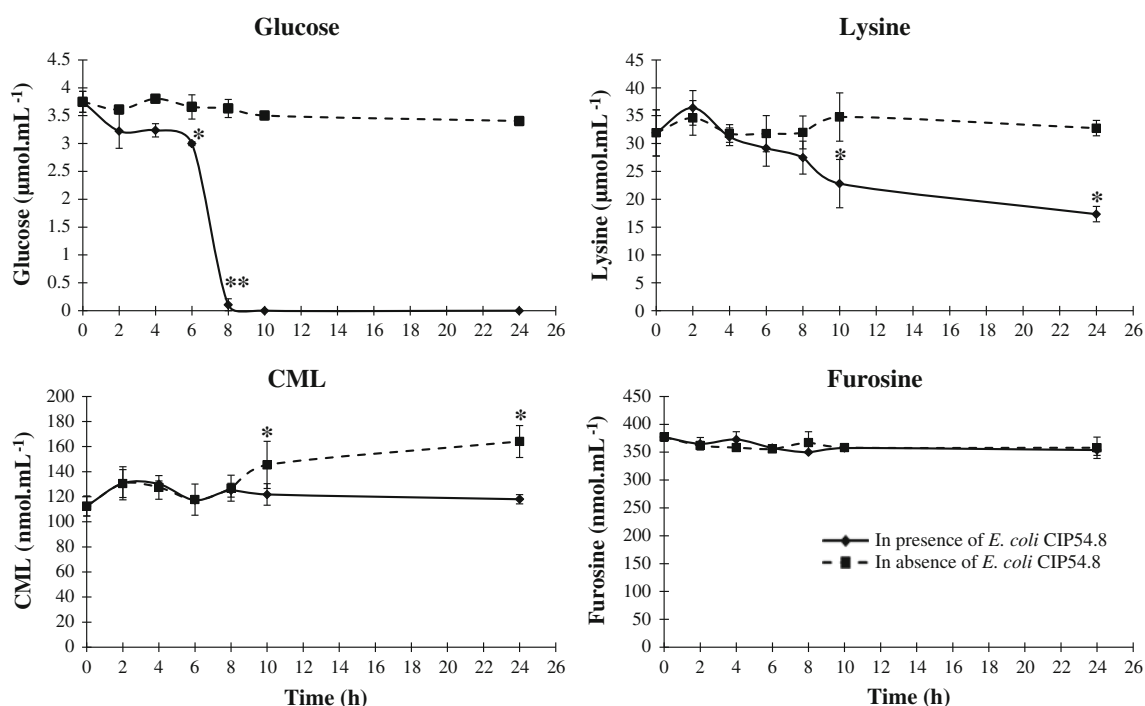 Glucose
4.5
4
3.5
3
2.5
2
1.5
1
0.5
0
Glucose (µmol.mL⁻¹)
*
**
0 2 4 6 8 10 12 14 16 18 20 22 24 26
Lysine
45
40
35
30
25
20
15
10
5
0
Lysine (µmol.mL⁻¹)
*
*
0 2 4 6 8 10 12 14 16 18 20 22 24 26
CML
200
180
160
140
120
100
80
60
40
20
0
CML (nmol.mL⁻¹)
*
*
0 2 4 6 8 10 12 14 16 18 20 22 24 26
Time (h)
Furosine
450
400
350
300
250
200
150
100
50
0
Furosine (nmol.mL⁻¹)
In presence of E. coli CIP54.8
In absence of E. coli CIP54.8
0 2 4 6 8 10 12 14 16 18 20 22 24 26
Time (h)